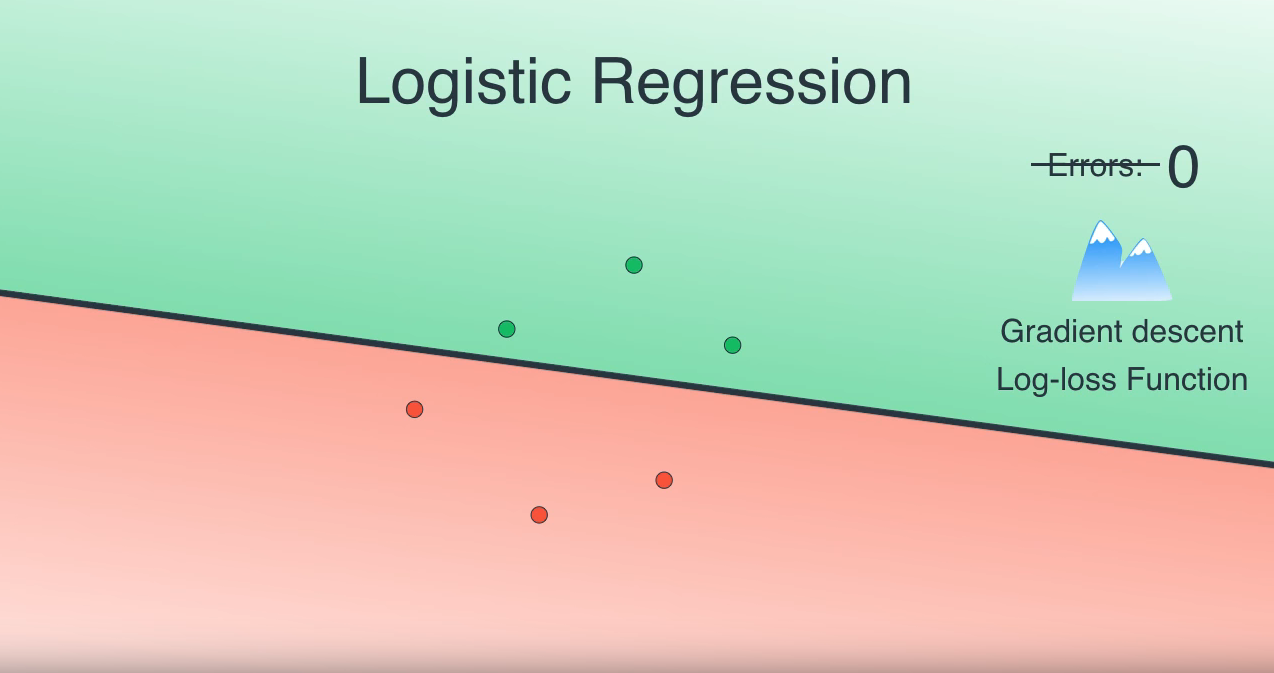 Logistic Regression
Errors: 0
Gradient descent
Log-loss Function